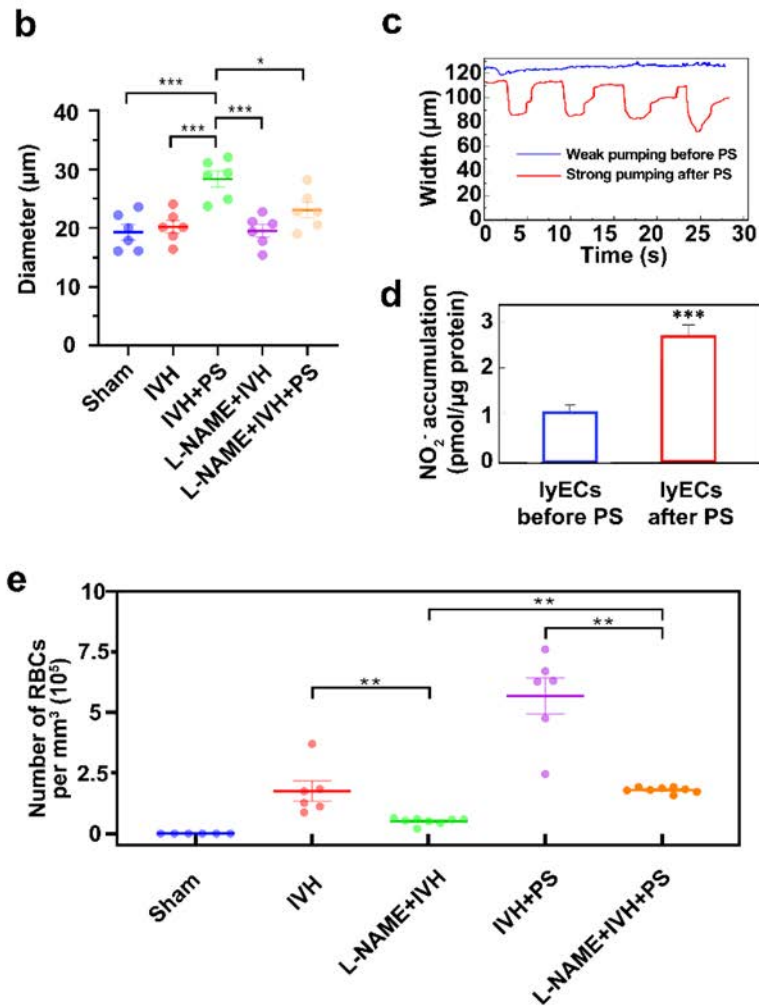 b
***
*
***
***
Diameter (µm)
40
30
20
10
0
Sham
IVH
IVH+PS
L-NAME+IVH
L-NAME+IVH+PS
c
Width (µm)
120
100
80
60
40
20
0
Weak pumping before PS
Strong pumping after PS
0 5 10 15 20 25 30
Time (s)
d
NO₂⁻ accumulation
(pmol/µg protein)
3
2
1
0
***
lyECs
before PS
lyECs
after PS
e
Number of RBCs
per mm³ (10⁵)
10
7.5
5
2.5
0
**
**
**
Sham
IVH
L-NAME+IVH
IVH+PS
L-NAME+IVH+PS